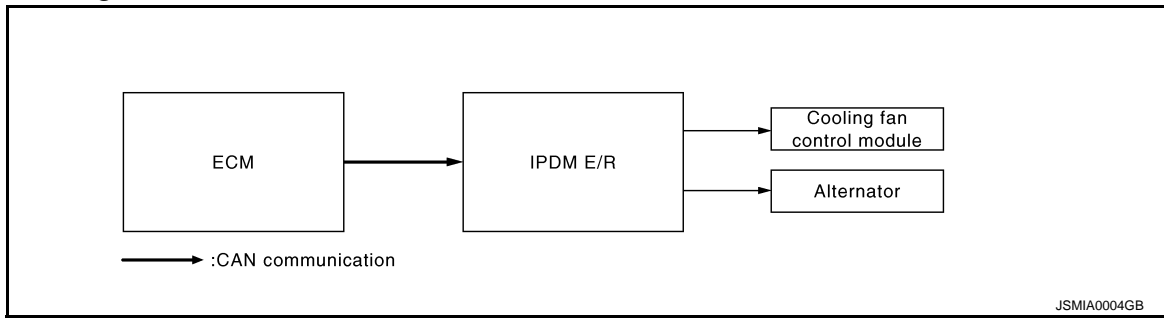 ECM
IPDM E/R
Cooling fan
control module
Alternator
:CAN communication
JSMIA0004GB